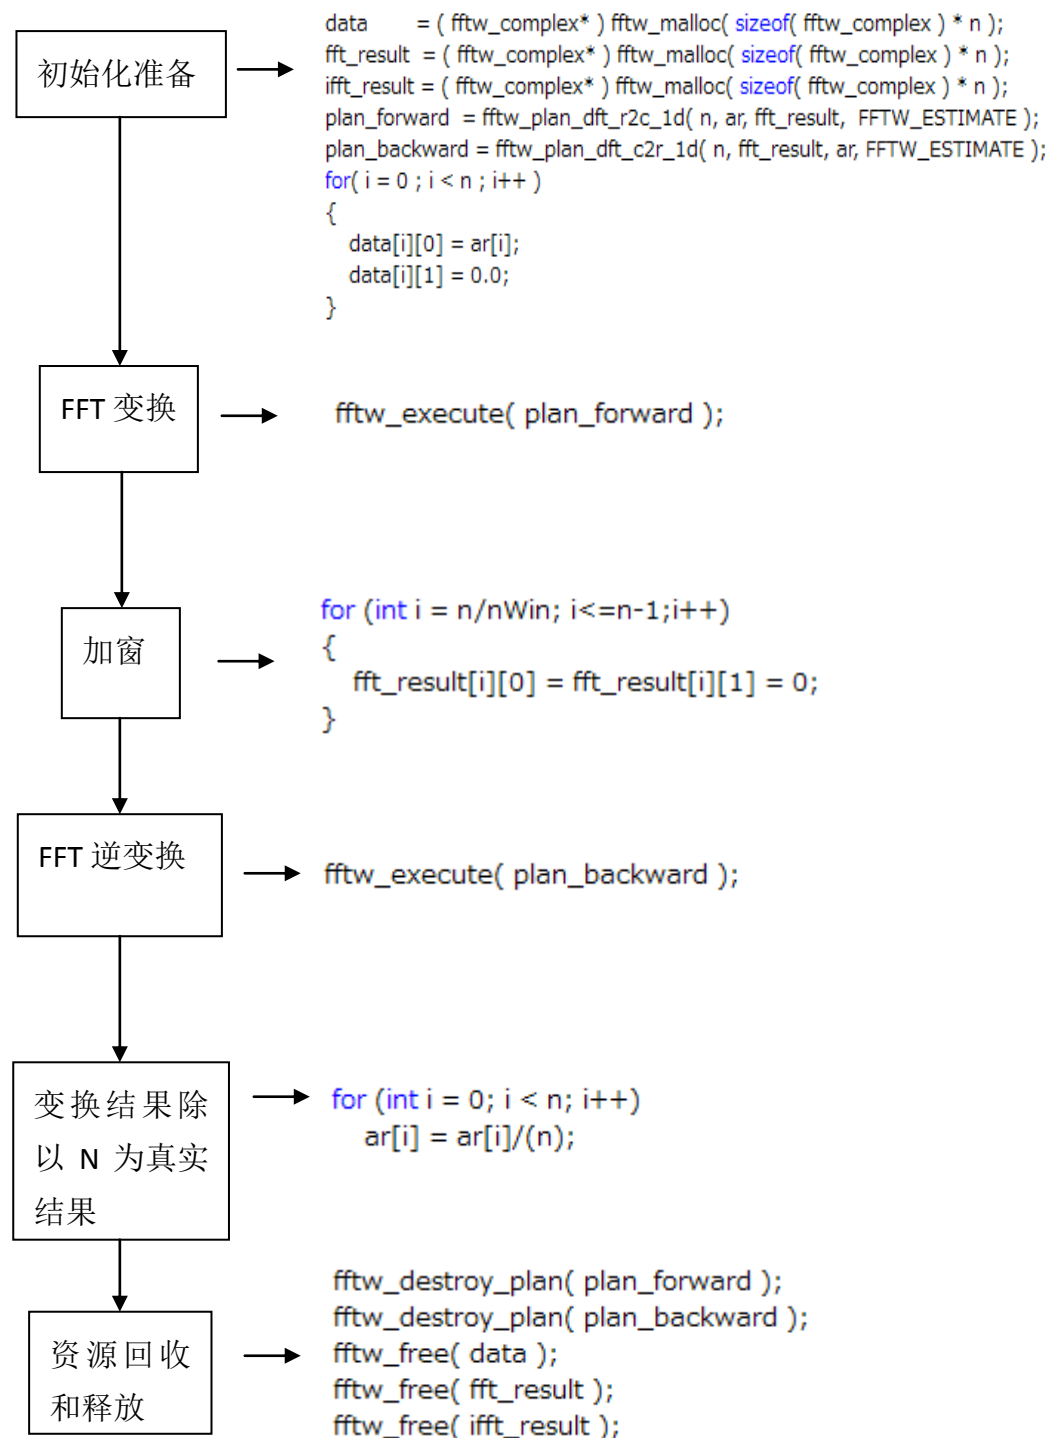 初始化准备
data = ( fftw_complex* ) fftw_malloc( sizeof( fftw_complex ) * n );
fft_result = ( fftw_complex* ) fftw_malloc( sizeof( fftw_complex ) * n );
ifft_result = ( fftw_complex* ) fftw_malloc( sizeof( fftw_complex ) * n );
plan_forward = fftw_plan_dft_r2c_1d( n, ar, fft_result, FFTW_ESTIMATE );
plan_backward = fftw_plan_dft_c2r_1d( n, fft_result, ar, FFTW_ESTIMATE );
for( i = 0 ; i < n ; i++ )
{
data[i][0] = ar[i];
data[i][1] = 0.0;
}
FFT 变换
fftw_execute( plan_forward );
加窗
for (int i = n/nWin; i<=n-1;i++)
{
fft_result[i][0] = fft_result[i][1] = 0;
}
FFT 逆变换
fftw_execute( plan_backward );
变换结果除
以 N 为真实
结果
for (int i = 0; i < n; i++)
ar[i] = ar[i]/(n);
资源回收
和释放
fftw_destroy_plan( plan_forward );
fftw_destroy_plan( plan_backward );
fftw_free( data );
fftw_free( fft_result );
fftw_free( ifft_result );